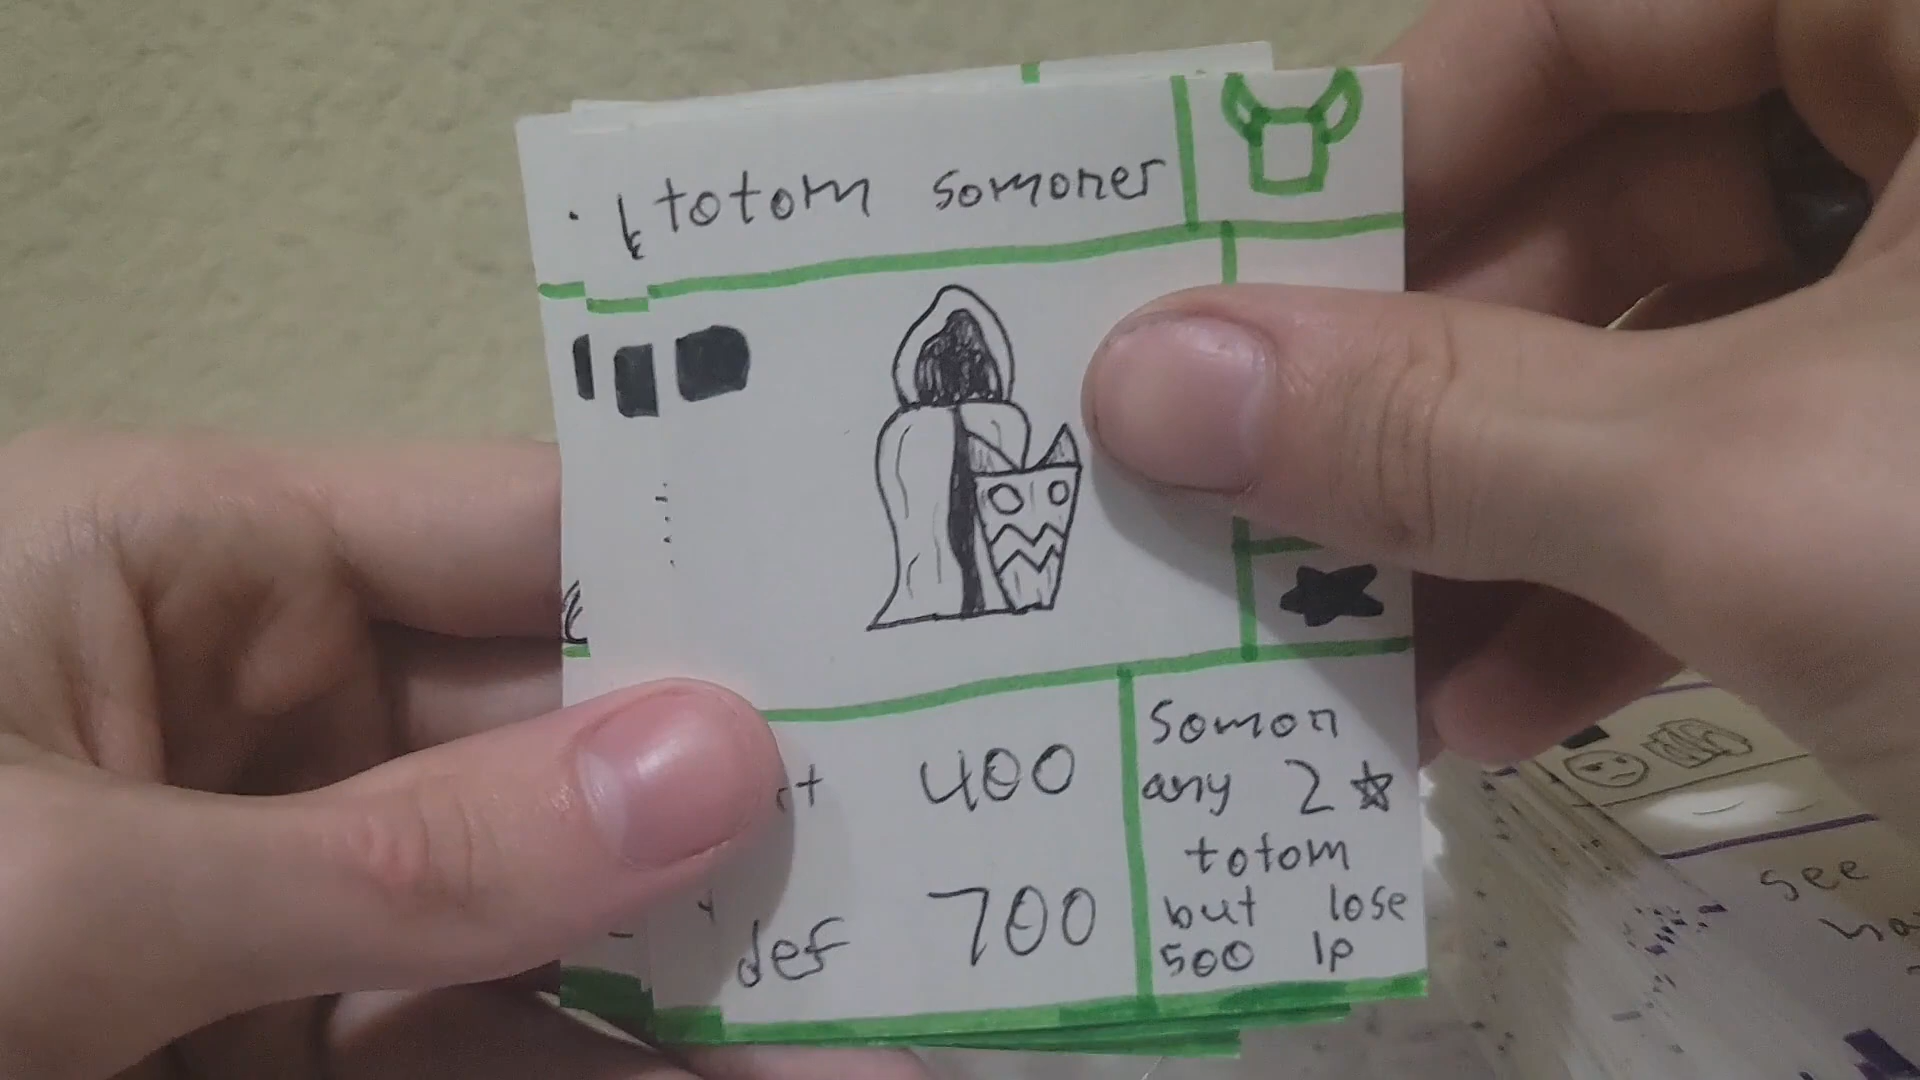 totom somoner
400
def 700
Somon
any 2
totom
but lose
500 lp
see